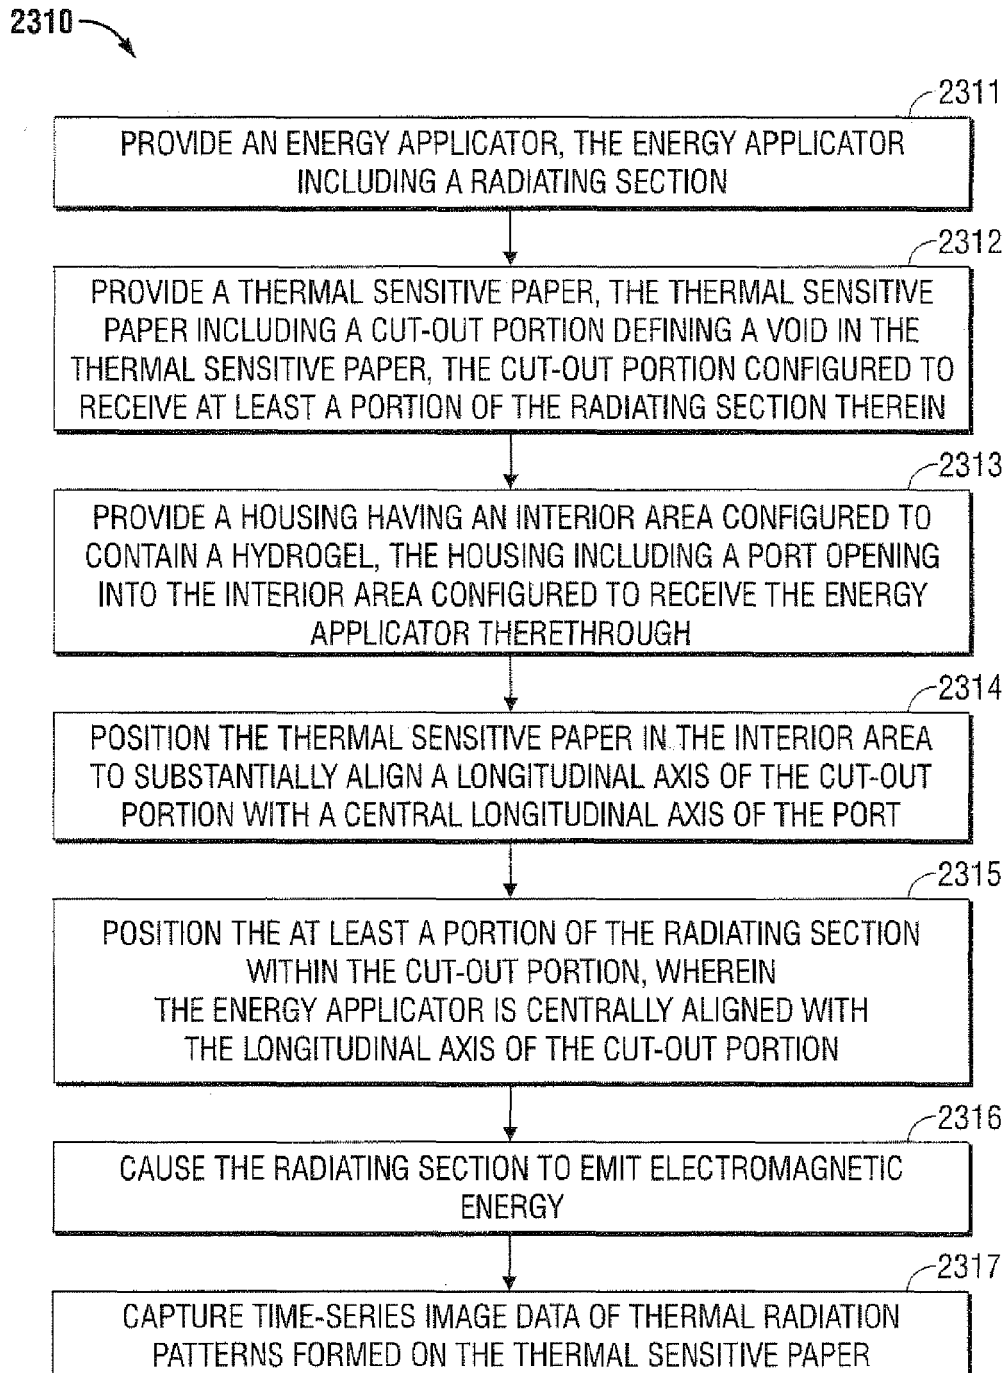 2310
2311
PROVIDE AN ENERGY APPLICATOR, THE ENERGY APPLICATOR
INCLUDING A RADIATING SECTION
2312
PROVIDE A THERMAL SENSITIVE PAPER, THE THERMAL SENSITIVE
PAPER INCLUDING A CUT-OUT PORTION DEFINING A VOID IN THE
THERMAL SENSITIVE PAPER, THE CUT-OUT PORTION CONFIGURED TO
RECEIVE AT LEAST A PORTION OF THE RADIATING SECTION THEREIN
2313
PROVIDE A HOUSING HAVING AN INTERIOR AREA CONFIGURED TO
CONTAIN A HYDROGEL, THE HOUSING INCLUDING A PORT OPENING
INTO THE INTERIOR AREA CONFIGURED TO RECEIVE THE ENERGY
APPLICATOR THERETHROUGH
2314
POSITION THE THERMAL SENSITIVE PAPER IN THE INTERIOR AREA
TO SUBSTANTIALLY ALIGN A LONGITUDINAL AXIS OF THE CUT-OUT
PORTION WITH A CENTRAL LONGITUDINAL AXIS OF THE PORT
2315
POSITION THE AT LEAST A PORTION OF THE RADIATING SECTION
WITHIN THE CUT-OUT PORTION, WHEREIN
THE ENERGY APPLICATOR IS CENTRALLY ALIGNED WITH
THE LONGITUDINAL AXIS OF THE CUT-OUT PORTION
2316
CAUSE THE RADIATING SECTION TO EMIT ELECTROMAGNETIC
ENERGY
2317
CAPTURE TIME-SERIES IMAGE DATA OF THERMAL RADIATION
PATTERNS FORMED ON THE THERMAL SENSITIVE PAPER